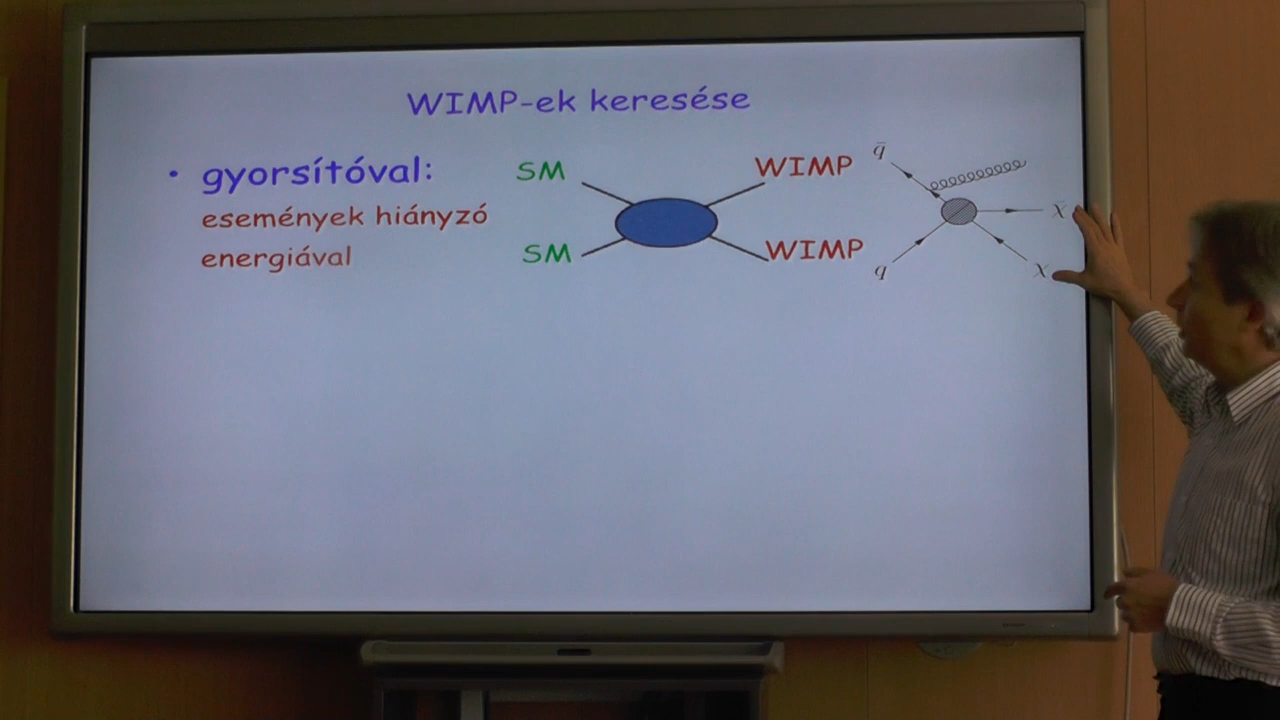 WIMP-ek keresése
• gyorsítóval:
események hiányzó
energiával
SM
WIMP
SM
WIMP
q̄
χ̄
q
χ